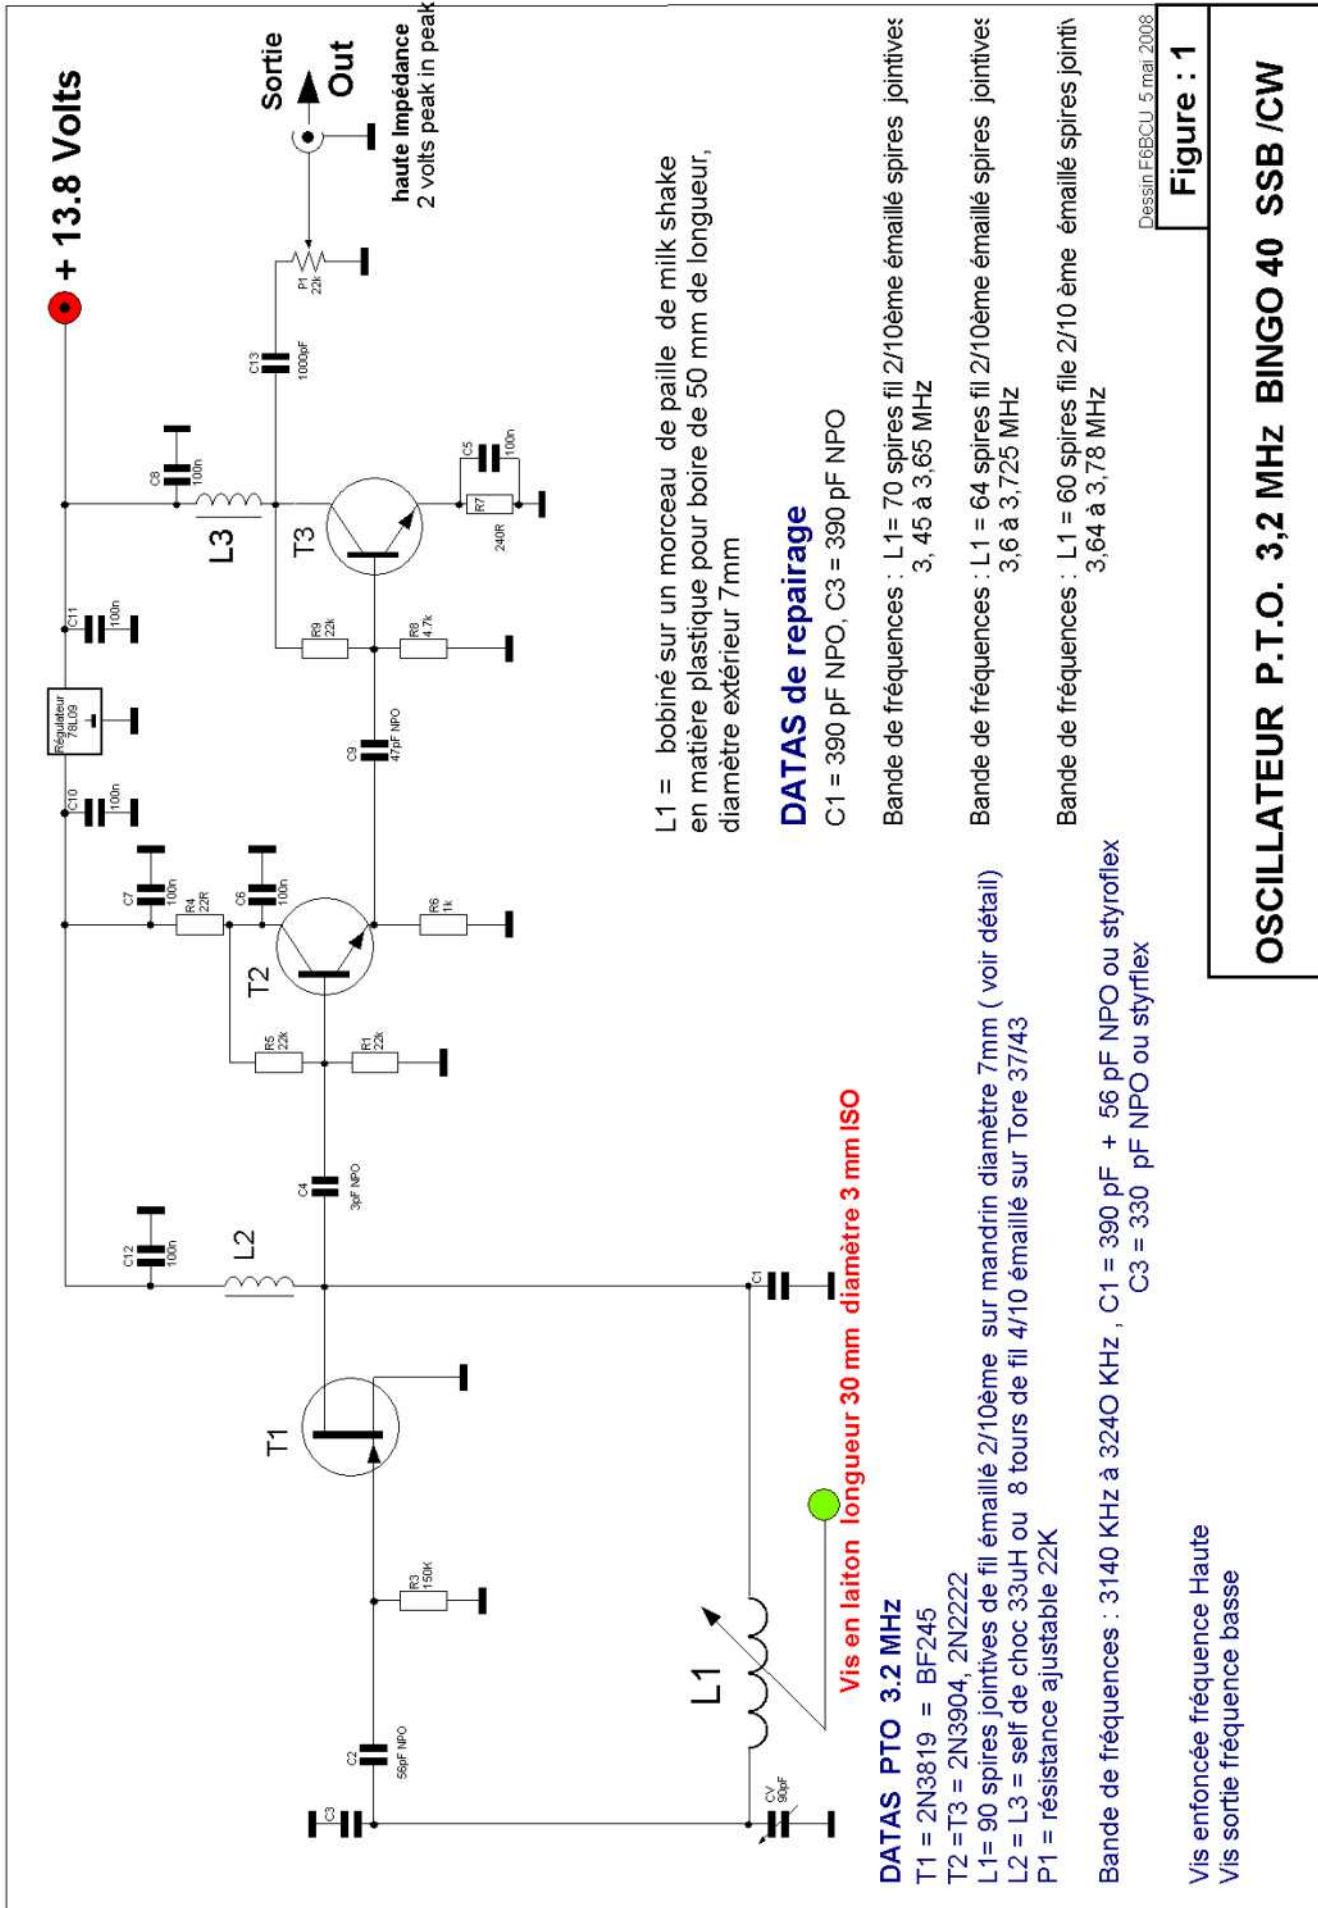 + 13.8 Volts
Sortie
Out
haute Impédance
2 volts peak in peak
C12
100n
L2
C7
100n
R4
22R
C6
100n
C10
100n
Régulateur
78L09
C11
100n
C8
100n
L3
C13
1000pF
P1
22k
T1
C4
3pF NPO
R5
22k
R1
22k
T2
R6
1k
C9
47pF NPO
R9
22k
R8
4.7k
T3
R7
240R
C5
100n
C3
C2
56pF NPO
R3
150K
L1
CV
90pF
C1
Vis en laiton longueur 30 mm diamètre 3 mm ISO
DATAS PTO 3.2 MHz
T1 = 2N3819 = BF245
T2 =T3 = 2N3904, 2N2222
L1= 90 spires jointives de fil émaillé 2/10ème sur mandrin diamètre 7mm ( voir détail)
L2 = L3 = self de choc 33uH ou 8 tours de fil 4/10 émaillé sur Tore 37/43
P1 = résistance ajustable 22K
Bande de fréquences : 3140 KHz à 324O KHz , C1 = 390 pF + 56 pF NPO ou styroflex
C3 = 330 pF NPO ou styrflex
Vis enfoncée fréquence Haute
Vis sortie fréquence basse
L1 = bobiné sur un morceau de paille de milk shake
en matière plastique pour boire de 50 mm de longueur,
diamètre extérieur 7mm
DATAS de repairage
C1 = 390 pF NPO, C3 = 390 pF NPO
Bande de fréquences : L1= 70 spires fil 2/10ème émaillé spires jointives
3, 45 à 3,65 MHz
Bande de fréquences : L1 = 64 spires fil 2/10ème émaillé spires jointives
3,6 à 3,725 MHz
Bande de fréquences : L1 = 60 spires file 2/10 ème émaillé spires jointiv
3,64 à 3,78 MHz
Dessin F6BCU 5 mai 2008
Figure : 1
OSCILLATEUR P.T.O. 3,2 MHz BINGO 40 SSB /CW